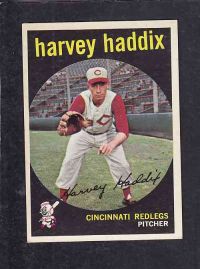 harvey haddix
C
Harvey Haddix
CINCINNATI REDLEGS
PITCHER